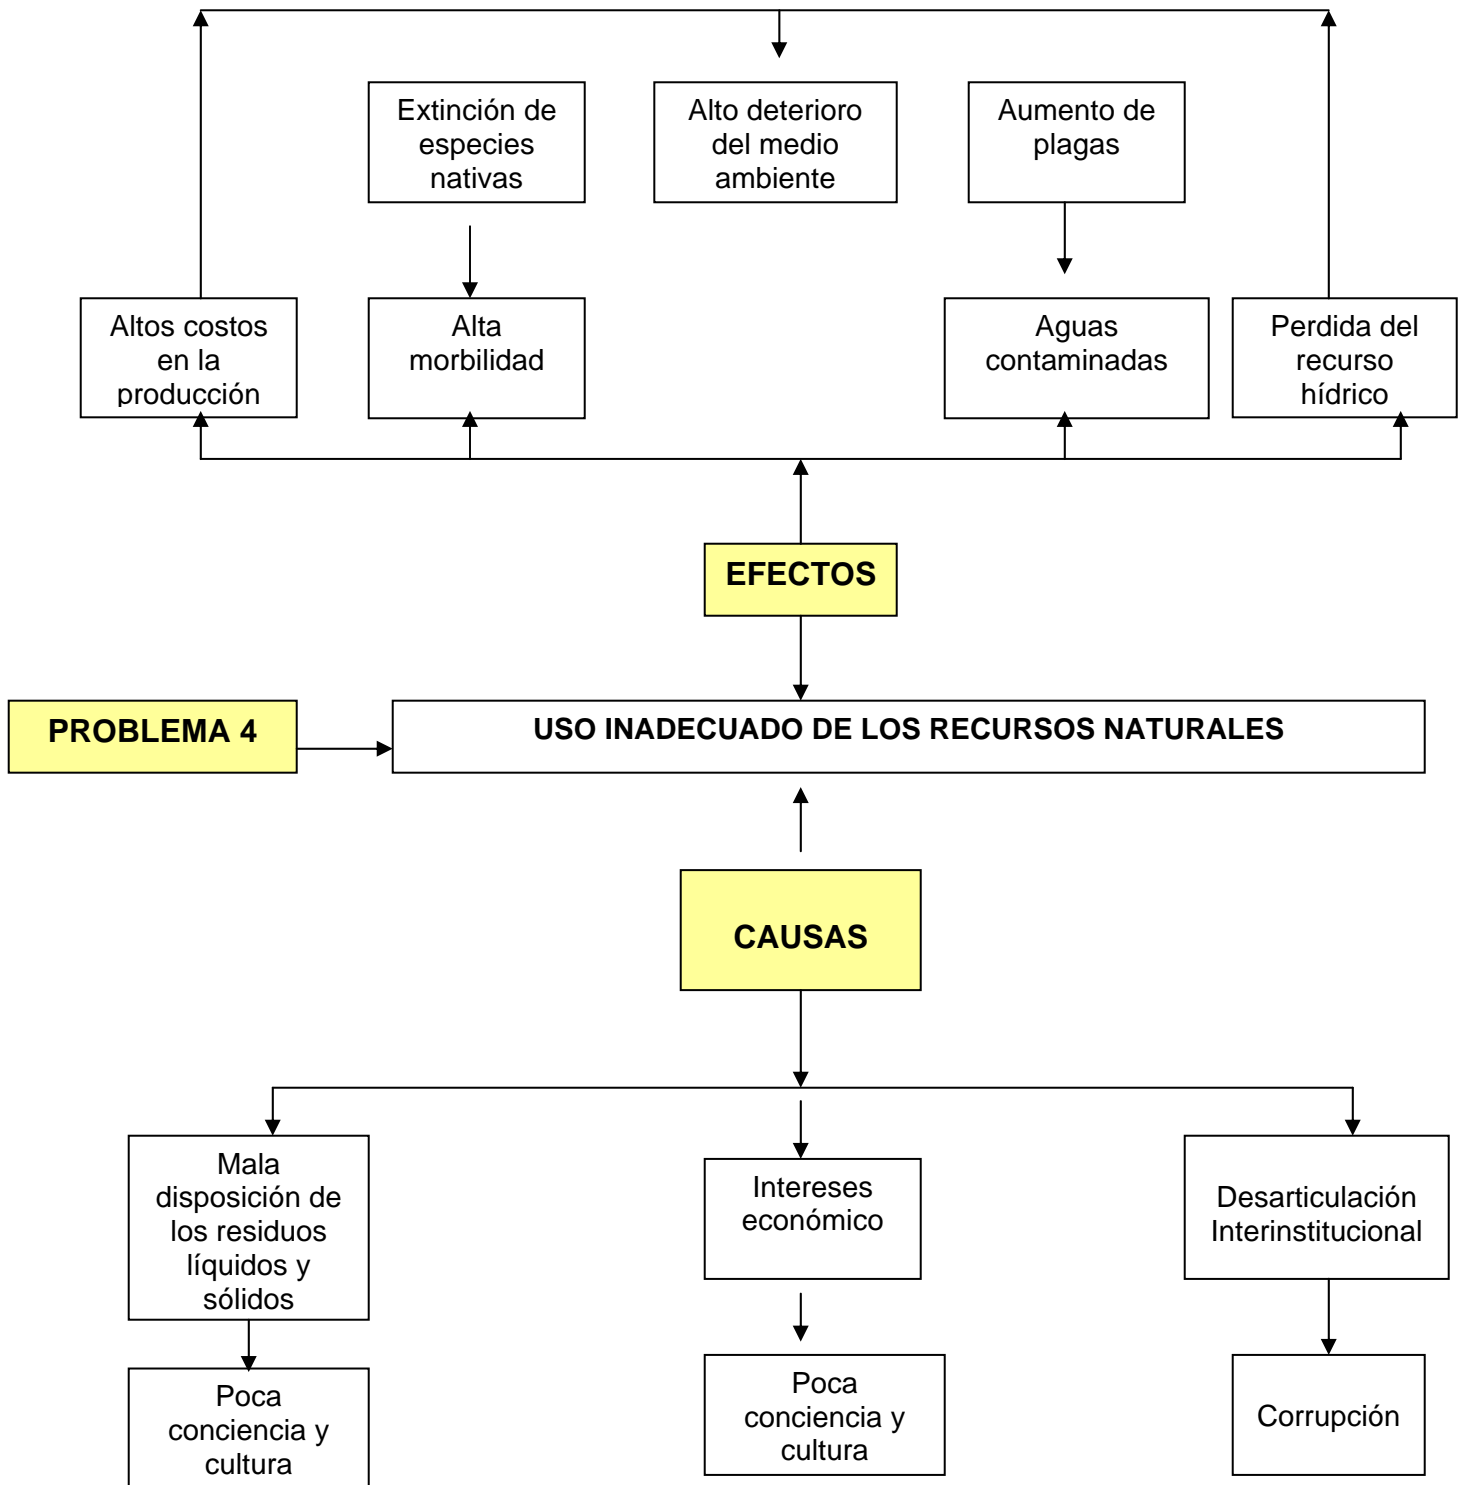 Extinción de
especies
nativas
Alto deterioro
del medio
ambiente
Aumento de
plagas
Altos costos
en la
producción
Alta
morbilidad
Aguas
contaminadas
Perdida del
recurso
hídrico
EFECTOS
PROBLEMA 4
USO INADECUADO DE LOS RECURSOS NATURALES
CAUSAS
Mala
disposición de
los residuos
líquidos y
sólidos
Intereses
económico
Desarticulación
Interinstitucional
Poca
conciencia y
cultura
Poca
conciencia y
cultura
Corrupción